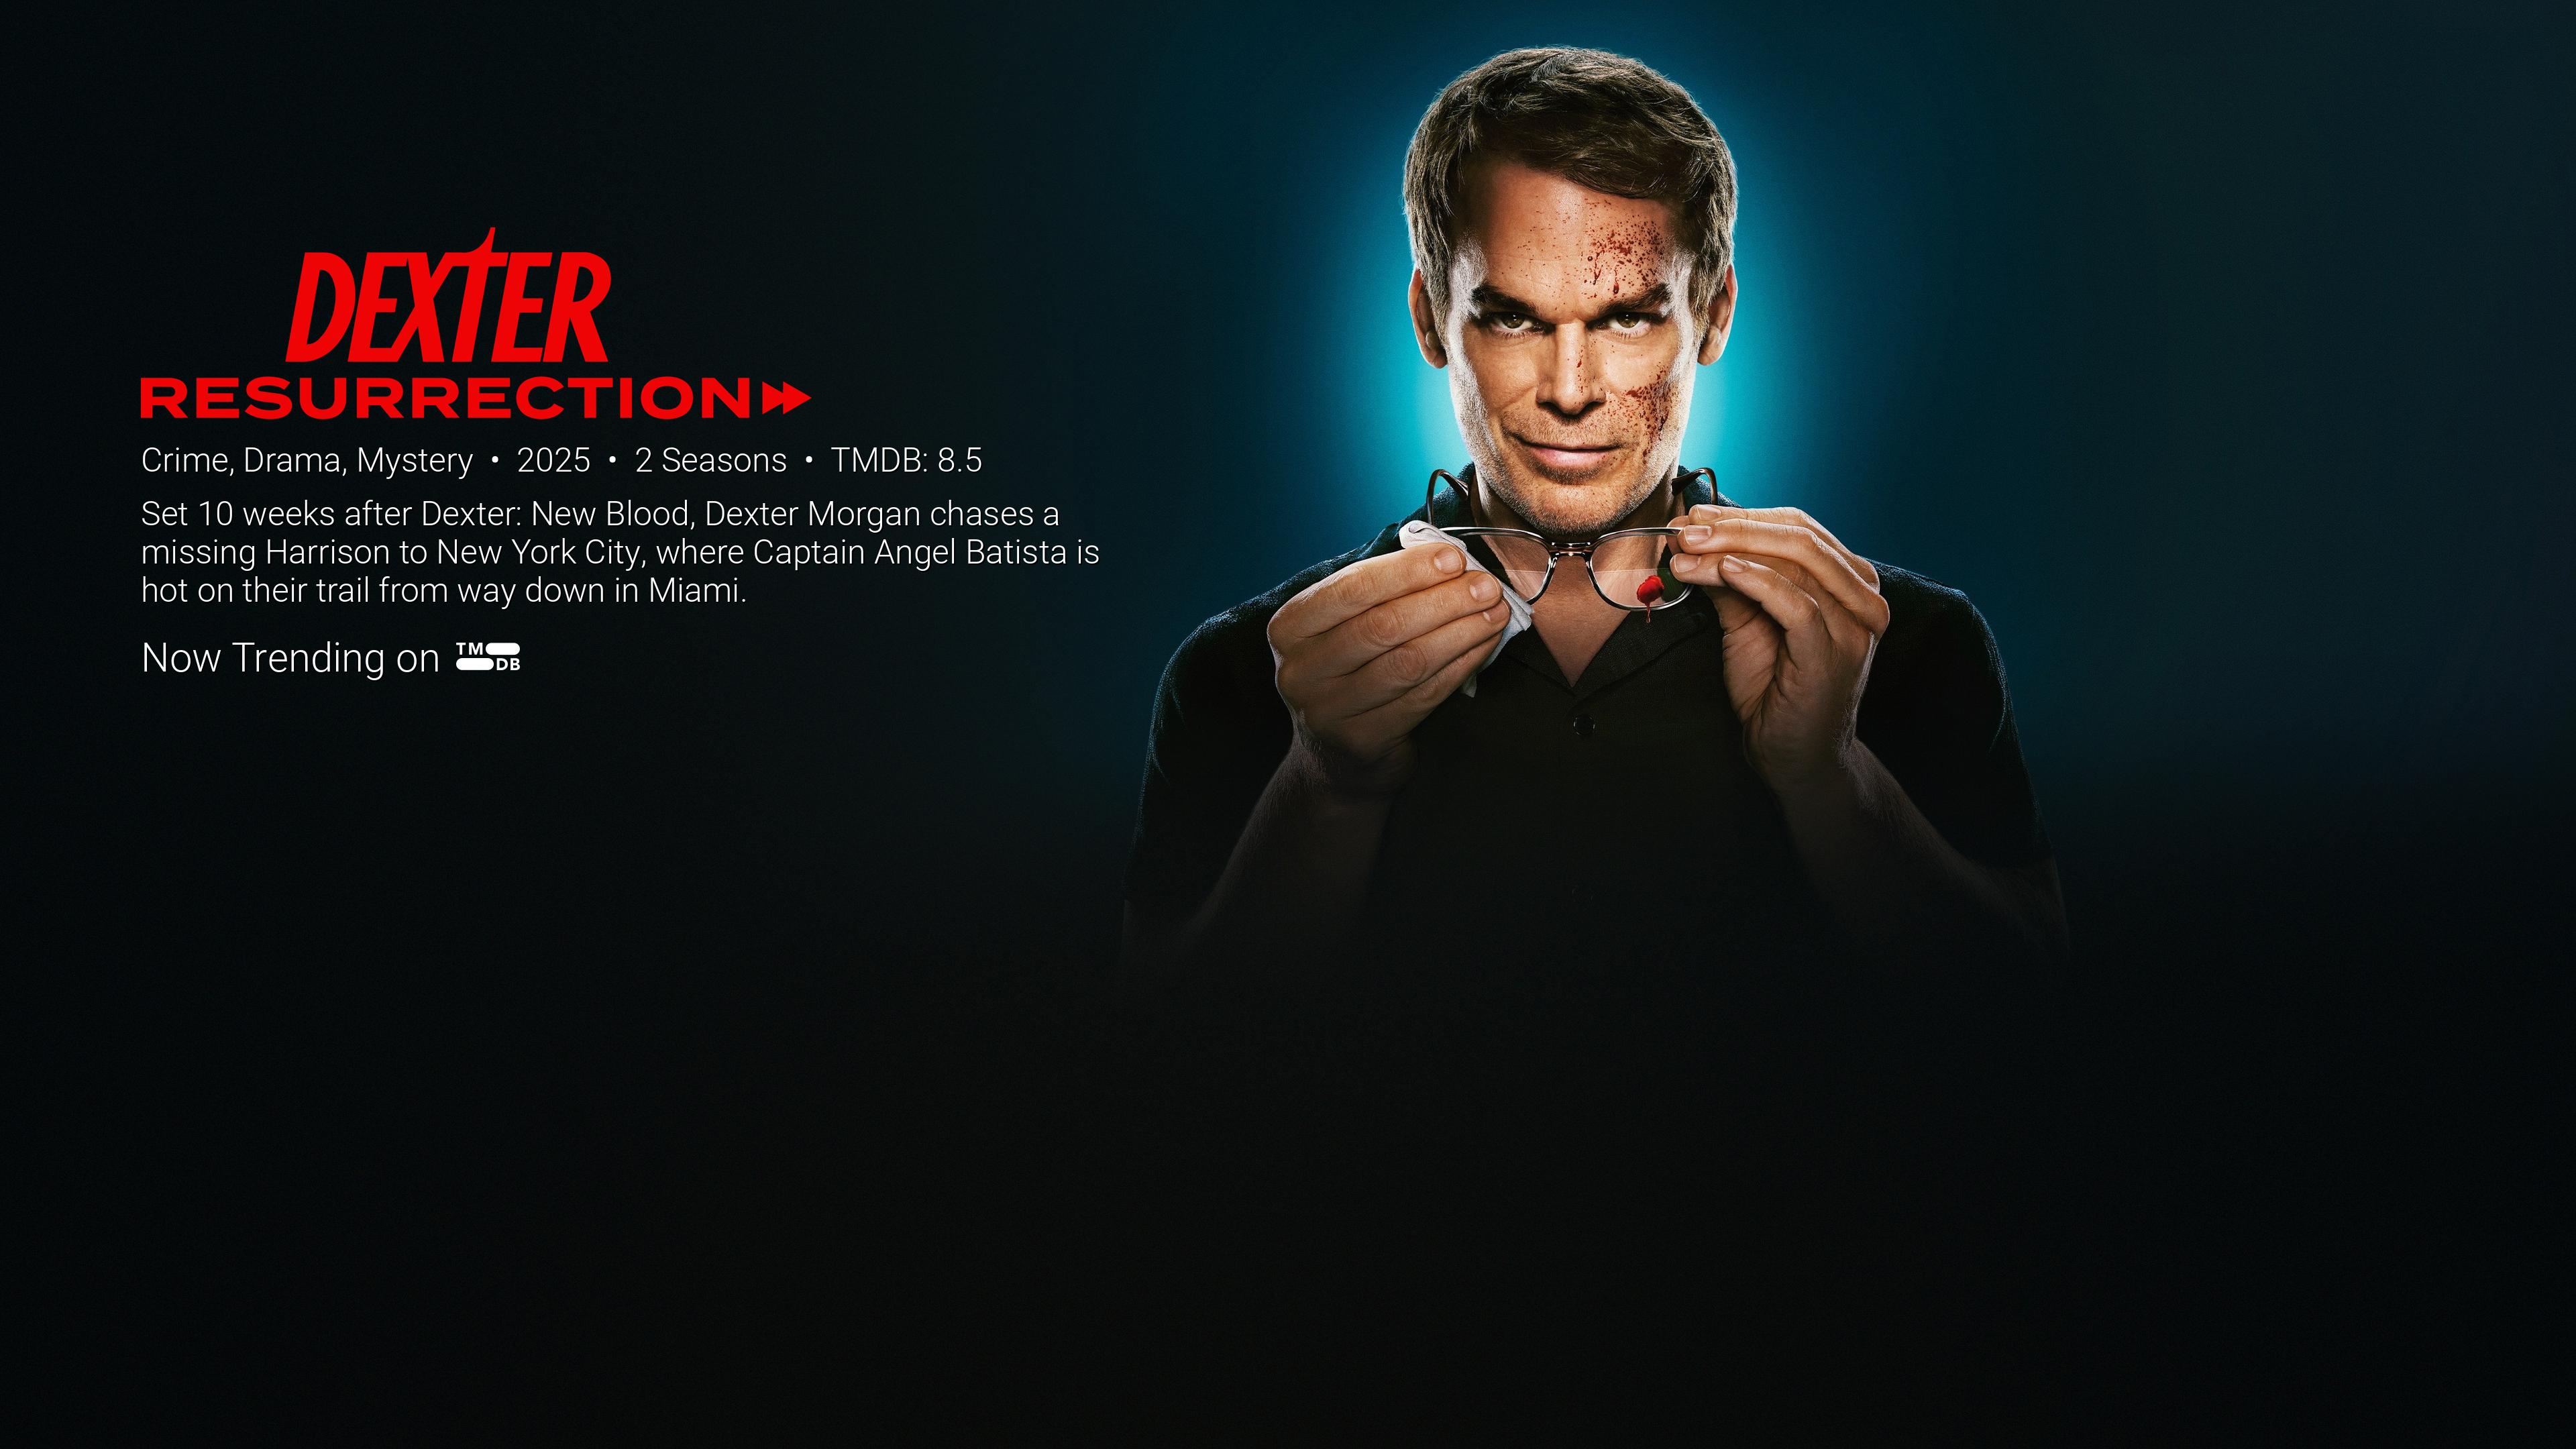 DEXTER
RESURRECTION
Crime, Drama, Mystery • 2025 • 2 Seasons • TMDB: 8.5
Set 10 weeks after Dexter: New Blood, Dexter Morgan chases a
missing Harrison to New York City, where Captain Angel Batista is
hot on their trail from way down in Miami.
Now Trending on TMDB